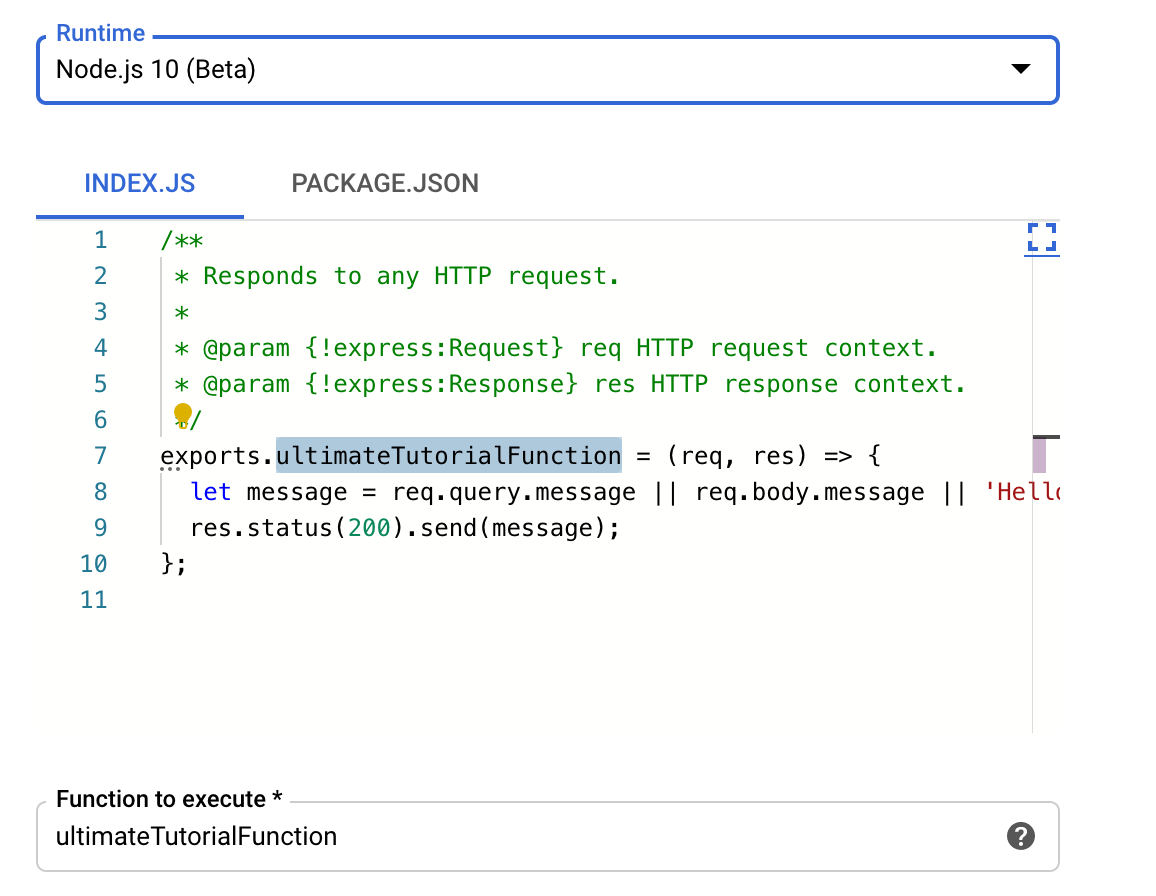 Runtime
Node.js 10 (Beta)
INDEX.JS PACKAGE.JSON
1 /**
2 * Responds to any HTTP request.
3 *
4 * @param {!express:Request} req HTTP request context.
5 * @param {!express:Response} res HTTP response context.
6 */
7 exports.ultimateTutorialFunction = (req, res) => {
8 let message = req.query.message || req.body.message || 'Hello
9 res.status(200).send(message);
10 };
11
Function to execute *
ultimateTutorialFunction
?